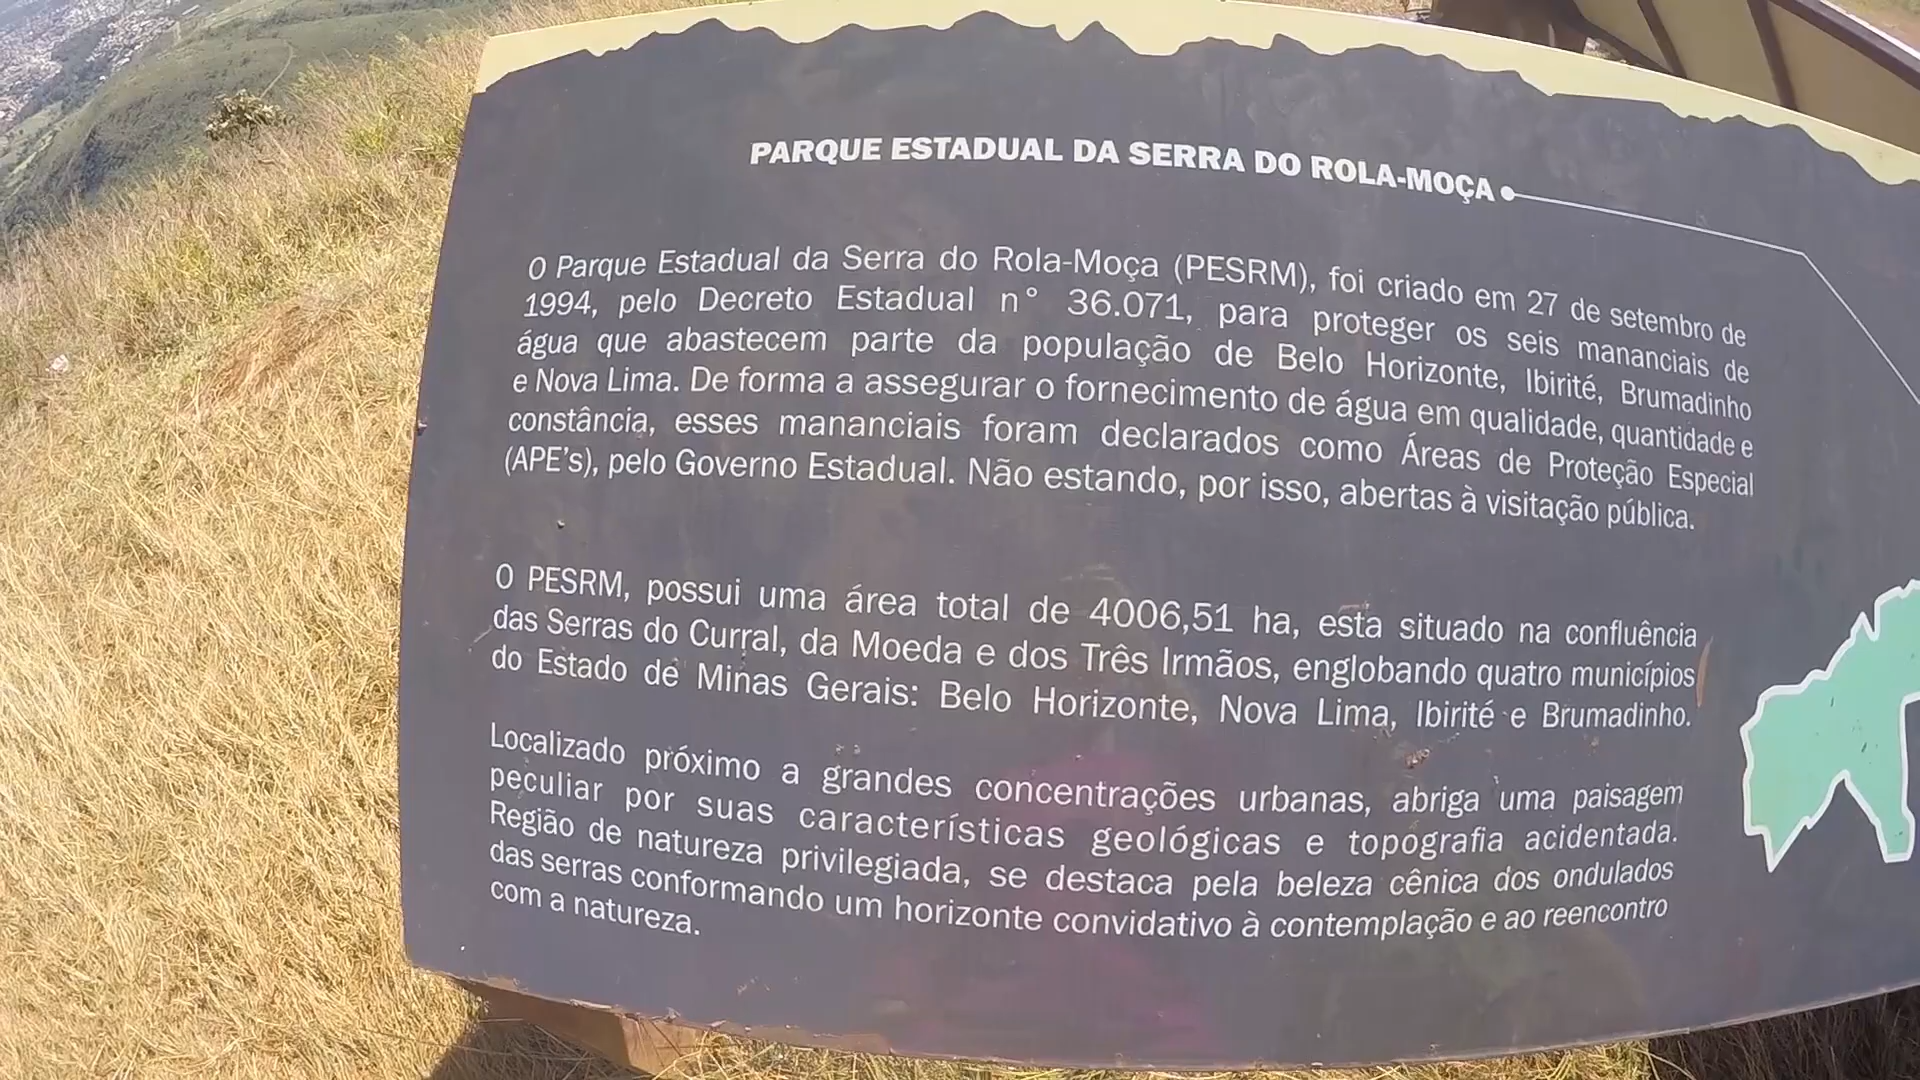 PARQUE ESTADUAL DA SERRA DO ROLA-MOÇA
O Parque Estadual da Serra do Rola-Moça (PESRM), foi criado em 27 de setembro de
1994, pelo Decreto Estadual n° 36.071, para proteger os seis mananciais de
água que abastecem parte da população de Belo Horizonte, Ibirité, Brumadinho
e Nova Lima. De forma a assegurar o fornecimento de água em qualidade, quantidade e
constância, esses mananciais foram declarados como Áreas de Proteção Especial
(APE's), pelo Governo Estadual. Não estando, por isso, abertas à visitação pública.
O PESRM, possui uma área total de 4006,51 ha, esta situado na confluência
das Serras do Curral, da Moeda e dos Três Irmãos, englobando quatro municípios
do Estado de Minas Gerais: Belo Horizonte, Nova Lima, Ibirité e Brumadinho.
Localizado próximo a grandes concentrações urbanas, abriga uma paisagem
peculiar por suas características geológicas e topografia acidentada.
Região de natureza privilegiada, se destaca pela beleza cênica dos ondulados
das serras conformando um horizonte convidativo à contemplação e ao reencontro
com a natureza.